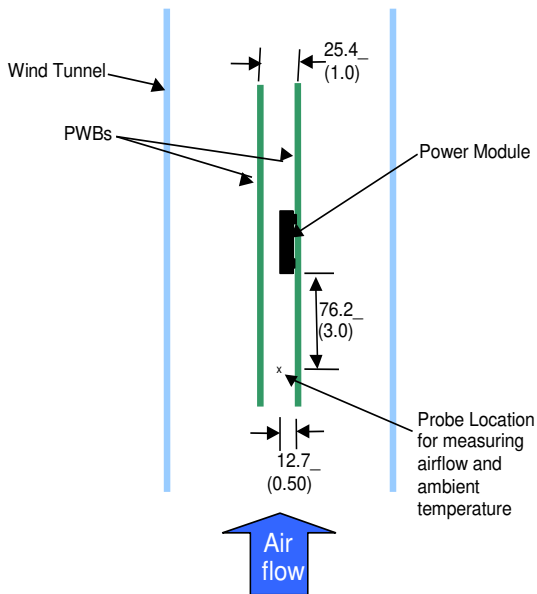 25.4_
(1.0)
Wind Tunnel
PWBs
Power Module
76.2_
(3.0)
x
Probe Location
for measuring
airflow and
ambient
temperature
12.7_
(0.50)
Air
flow